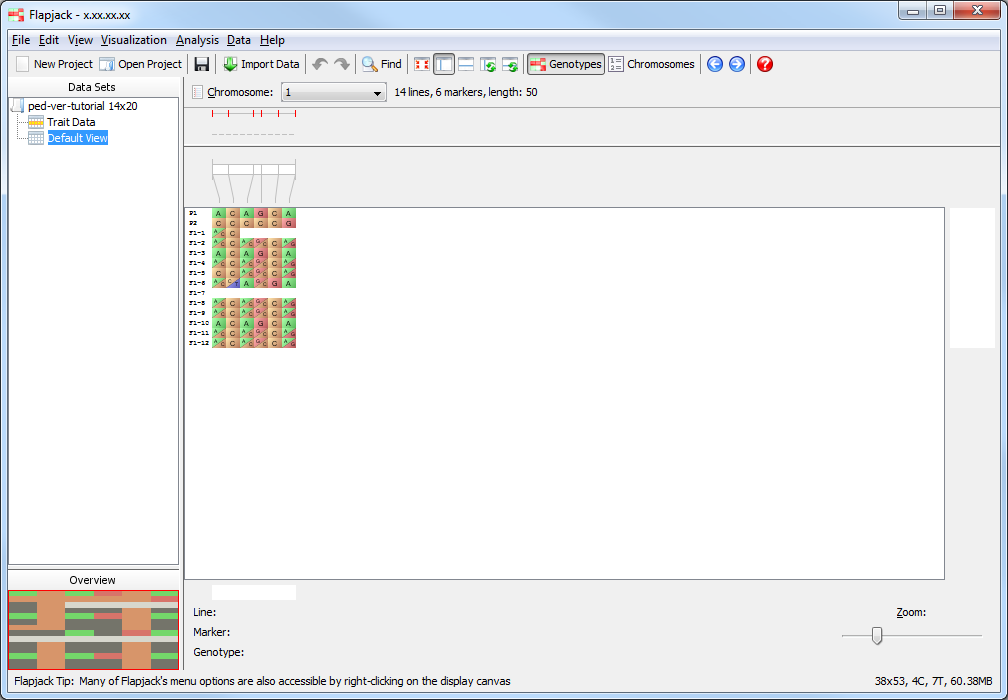 Flapjack - x.xx.xx.xx
File Edit View Visualization Analysis Data Help
New Project Open Project Import Data Find Genotypes Chromosomes
Data Sets
ped-ver-tutorial 14x20
Trait Data
Default View
Chromosome: 1 14 lines, 6 markers, length: 50
P1 A C A G C A
P2 C C C C C G
F1-1 A/C C
F1-2 A/C C A/C G/C C A/G
F1-3 A C A G C A
F1-4 A/C C A/C G/C C A/G
F1-5 C C A/C G/C C A/G
F1-6 A/C C/T A G/C G A
F1-7
F1-8 A/C C A/C G/C C A/G
F1-9 A/C C A/C G/C C A/G
F1-10 A C A G C A
F1-11 A/C C A/C G/C C A/G
F1-12 A/C C A/C G/C C A/G
Overview
Line:
Marker:
Genotype:
Zoom:
Flapjack Tip: Many of Flapjack's menu options are also accessible by right-clicking on the display canvas
38x53, 4C, 7T, 60.38MB